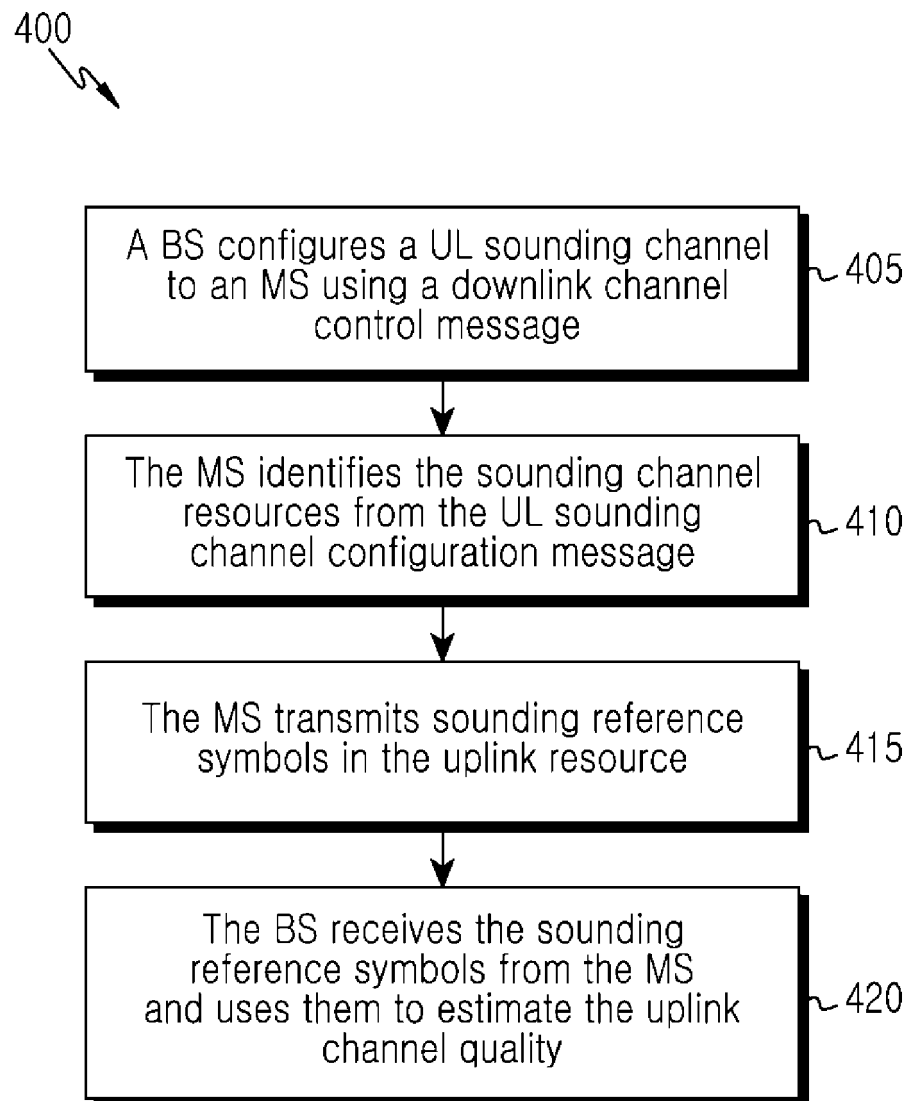 400
A BS configures a UL sounding channel
to an MS using a downlink channel
control message
405
The MS identifies the sounding channel
resources from the UL sounding
channel configuration message
410
The MS transmits sounding reference
symbols in the uplink resource
415
The BS receives the sounding
reference symbols from the MS
and uses them to estimate the uplink
channel quality
420